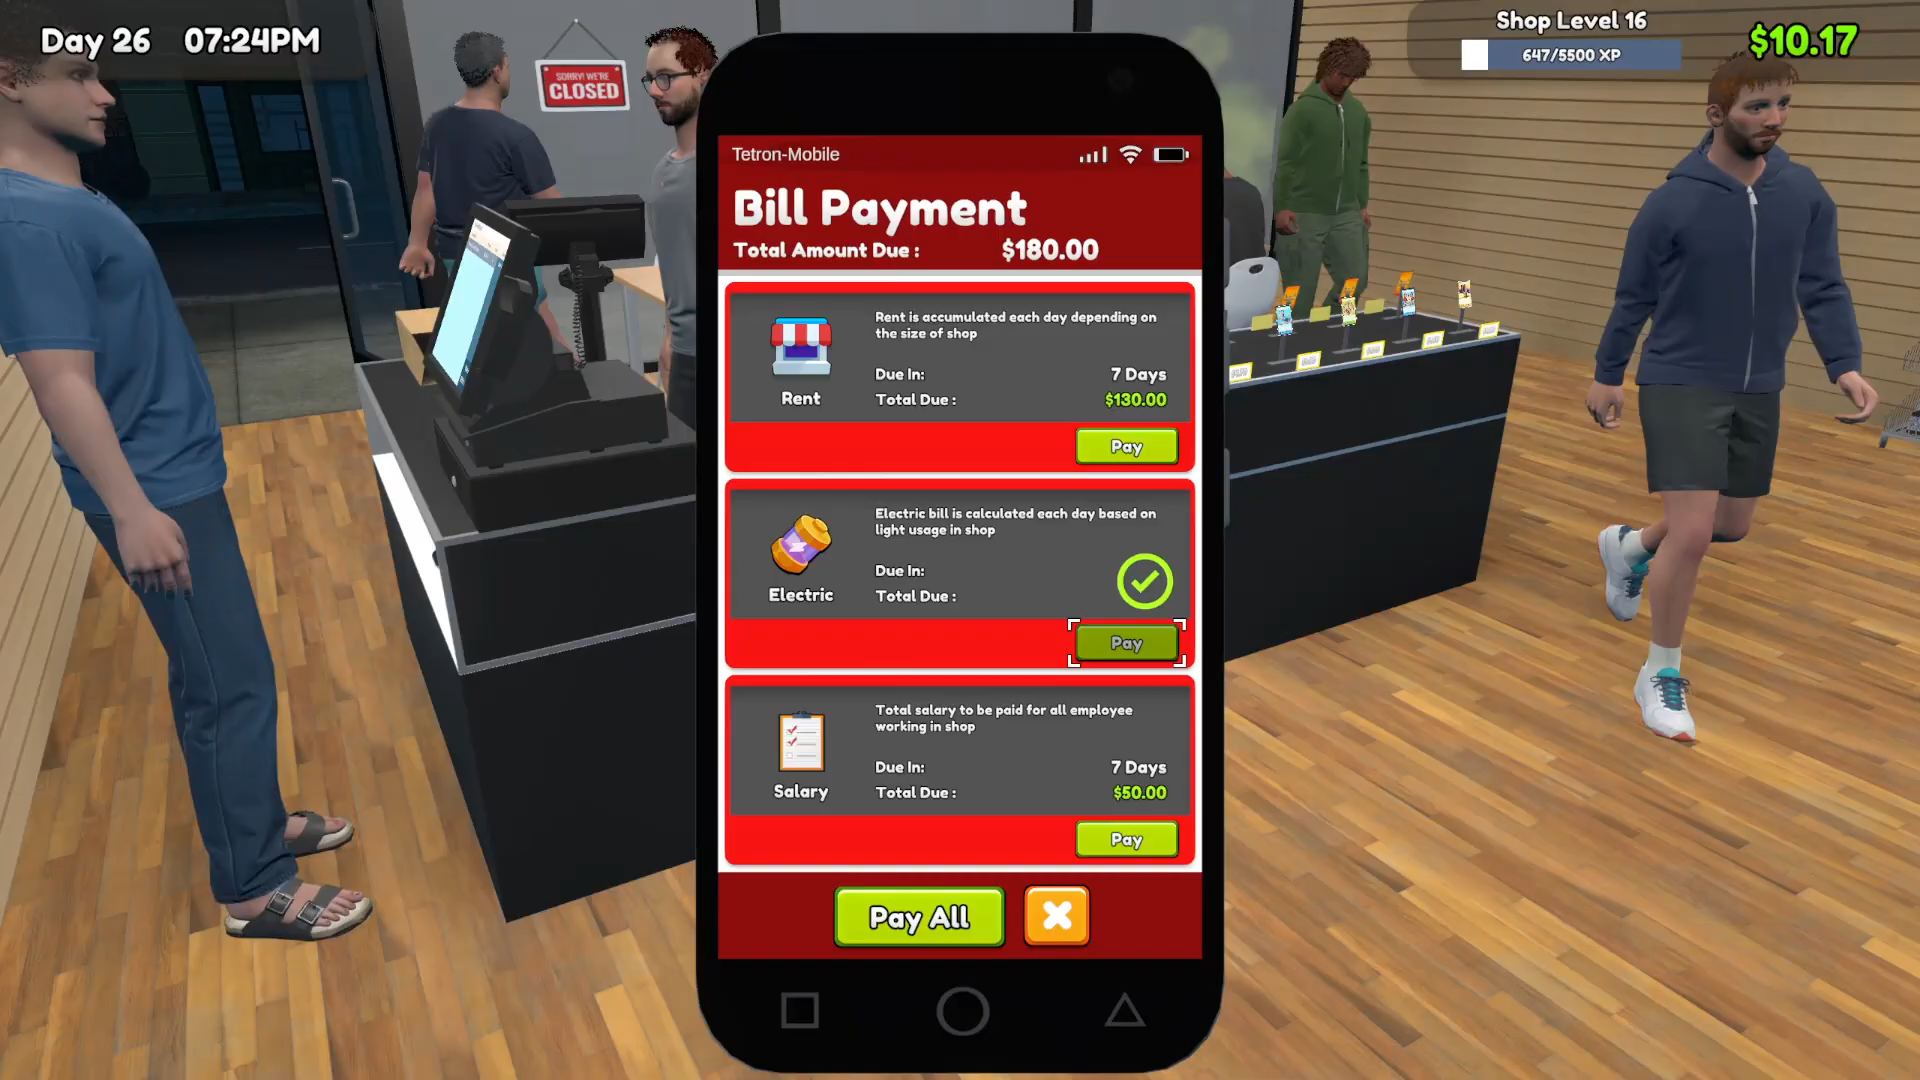 Day 26 07:24PM
Shop Level 16
647/5500 XP
$10.17
SORRY! WE'RE
CLOSED
Tetron-Mobile
Bill Payment
Total Amount Due : $180.00
Rent is accumulated each day depending on
the size of shop
Due In: 7 Days
Total Due : $130.00
Rent
Pay
Electric bill is calculated each day based on
light usage in shop
Due In:
Total Due :
Electric
Pay
Total salary to be paid for all employee
working in shop
Due In: 7 Days
Total Due : $50.00
Salary
Pay
Pay All